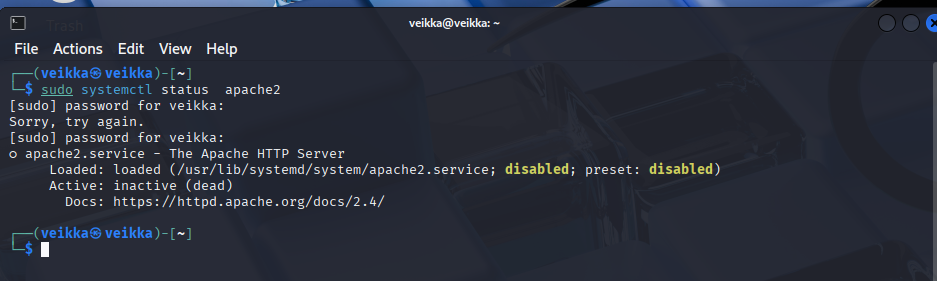 Trash
veikka@veikka: ~
File Actions Edit View Help
┌──(veikka㉿veikka)-[~]
└─$ sudo systemctl status  apache2
[sudo] password for veikka:
Sorry, try again.
[sudo] password for veikka:
○ apache2.service - The Apache HTTP Server
     Loaded: loaded (/usr/lib/systemd/system/apache2.service; disabled; preset: disabled)
     Active: inactive (dead)
       Docs: https://httpd.apache.org/docs/2.4/
┌──(veikka㉿veikka)-[~]
└─$